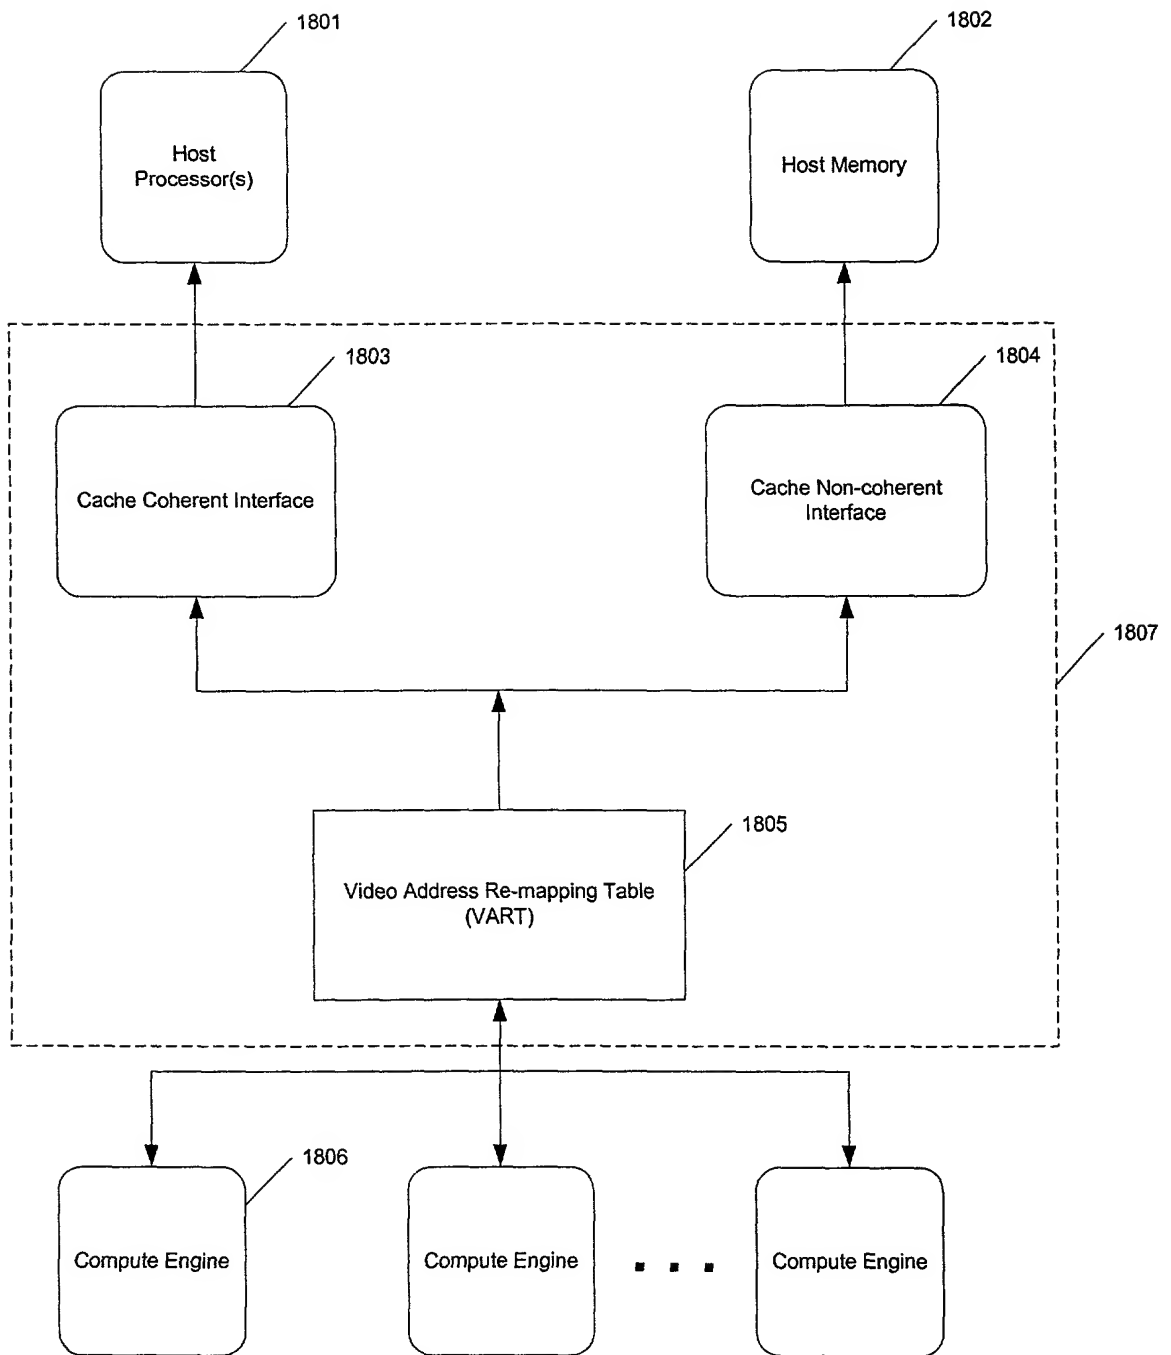 1801
1802
Host
Processor(s)
Host Memory
1803
1804
Cache Coherent Interface
Cache Non-coherent
Interface
1807
1805
Video Address Re-mapping Table
(VART)
1806
Compute Engine
Compute Engine
Compute Engine